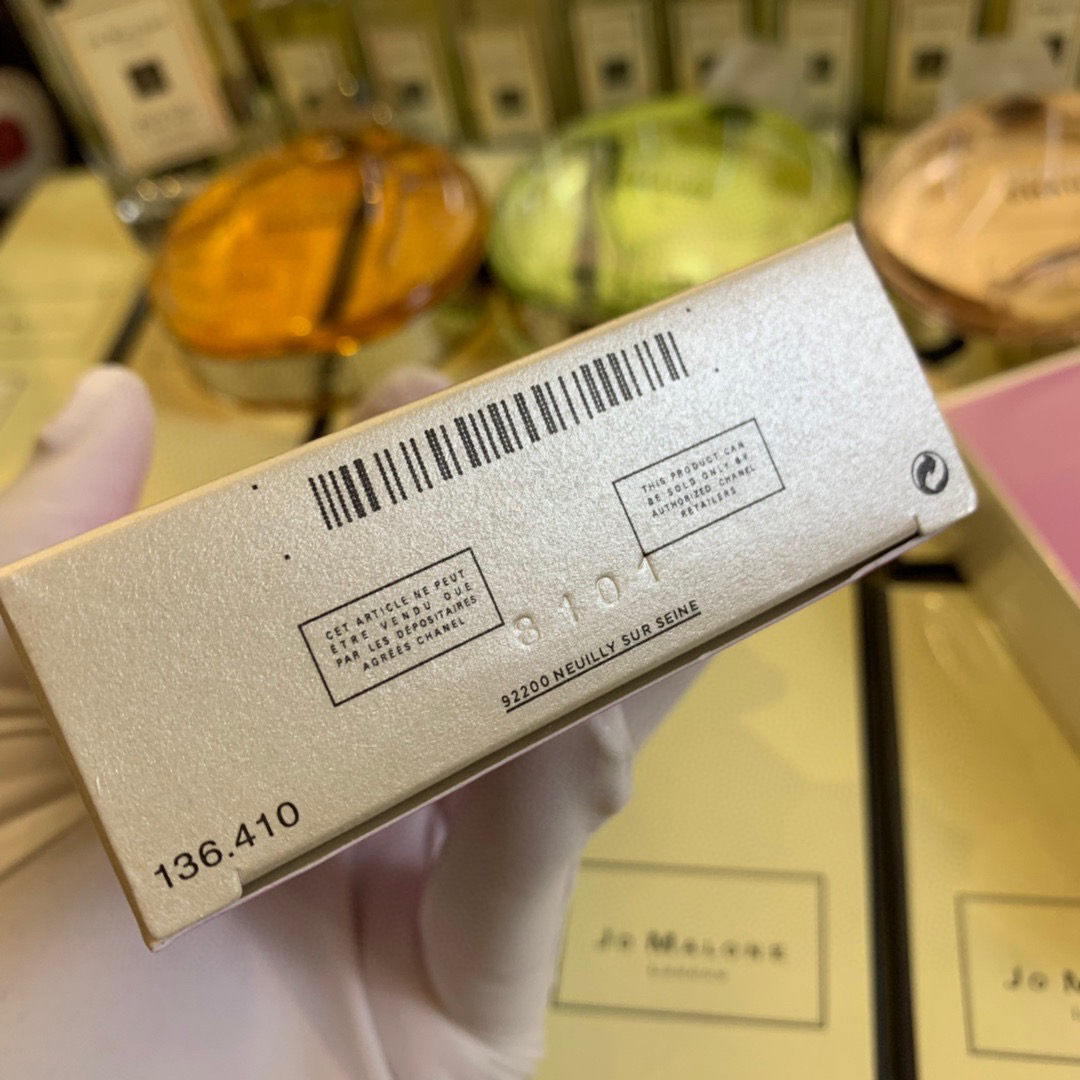 THIS PRODUCT CAN
BE SOLD ONLY BY
AUTHORIZED CHANEL
RETAILERS
CET ARTICLE NE PEUT
ÊTRE VENDU QUE
PAR LES DÉPOSITAIRES
AGRÉÉS CHANEL
8101
92200 NEUILLY SUR SEINE
136.410
JO MALONE
LONDON
JO M